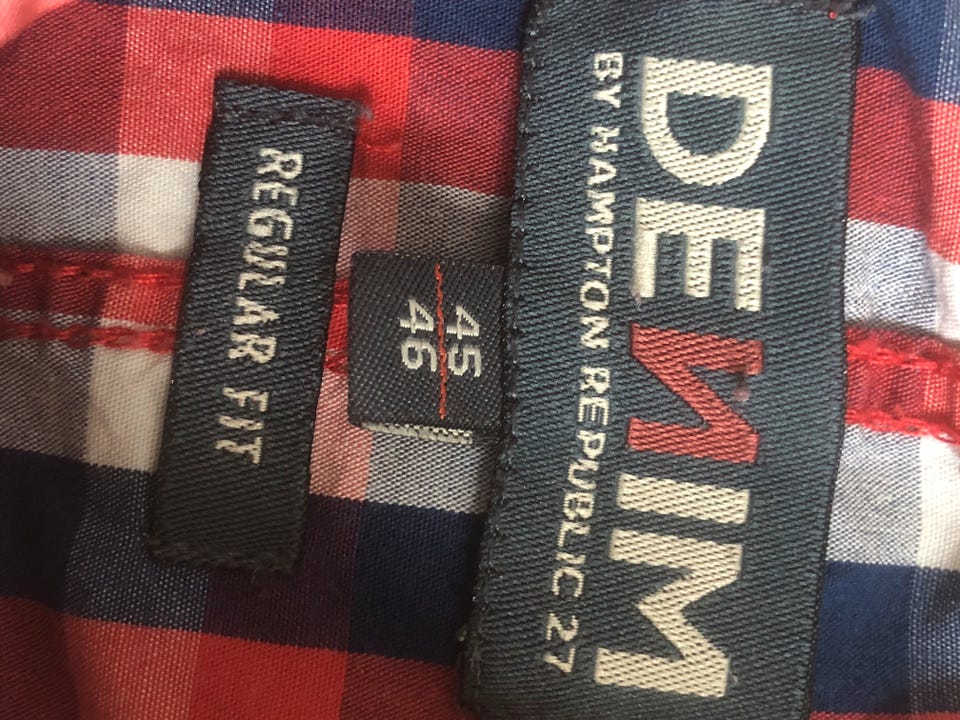 DENIM
BY HAMPTON REPUBLIC 27
45
46
REGULAR FIT